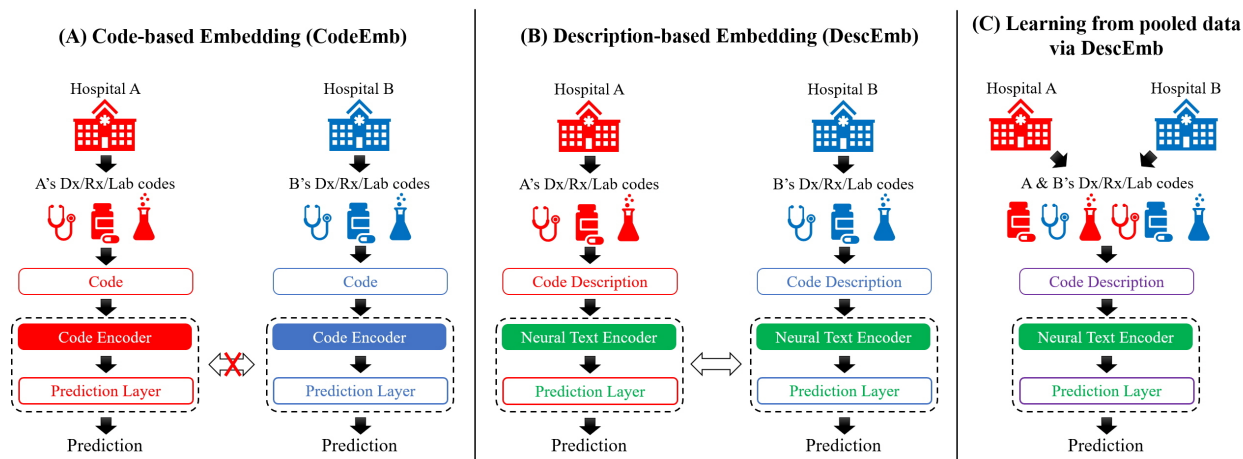 (A) Code-based Embedding (CodeEmb)
Hospital A
A's Dx/Rx/Lab codes
Code
Code Encoder
Prediction Layer
Prediction
Hospital B
B's Dx/Rx/Lab codes
Code
Code Encoder
Prediction Layer
Prediction
(B) Description-based Embedding (DescEmb)
Hospital A
A's Dx/Rx/Lab codes
Code Description
Neural Text Encoder
Prediction Layer
Prediction
Hospital B
B's Dx/Rx/Lab codes
Code Description
Neural Text Encoder
Prediction Layer
Prediction
(C) Learning from pooled data
via DescEmb
Hospital A
Hospital B
A & B's Dx/Rx/Lab codes
Code Description
Neural Text Encoder
Prediction Layer
Prediction